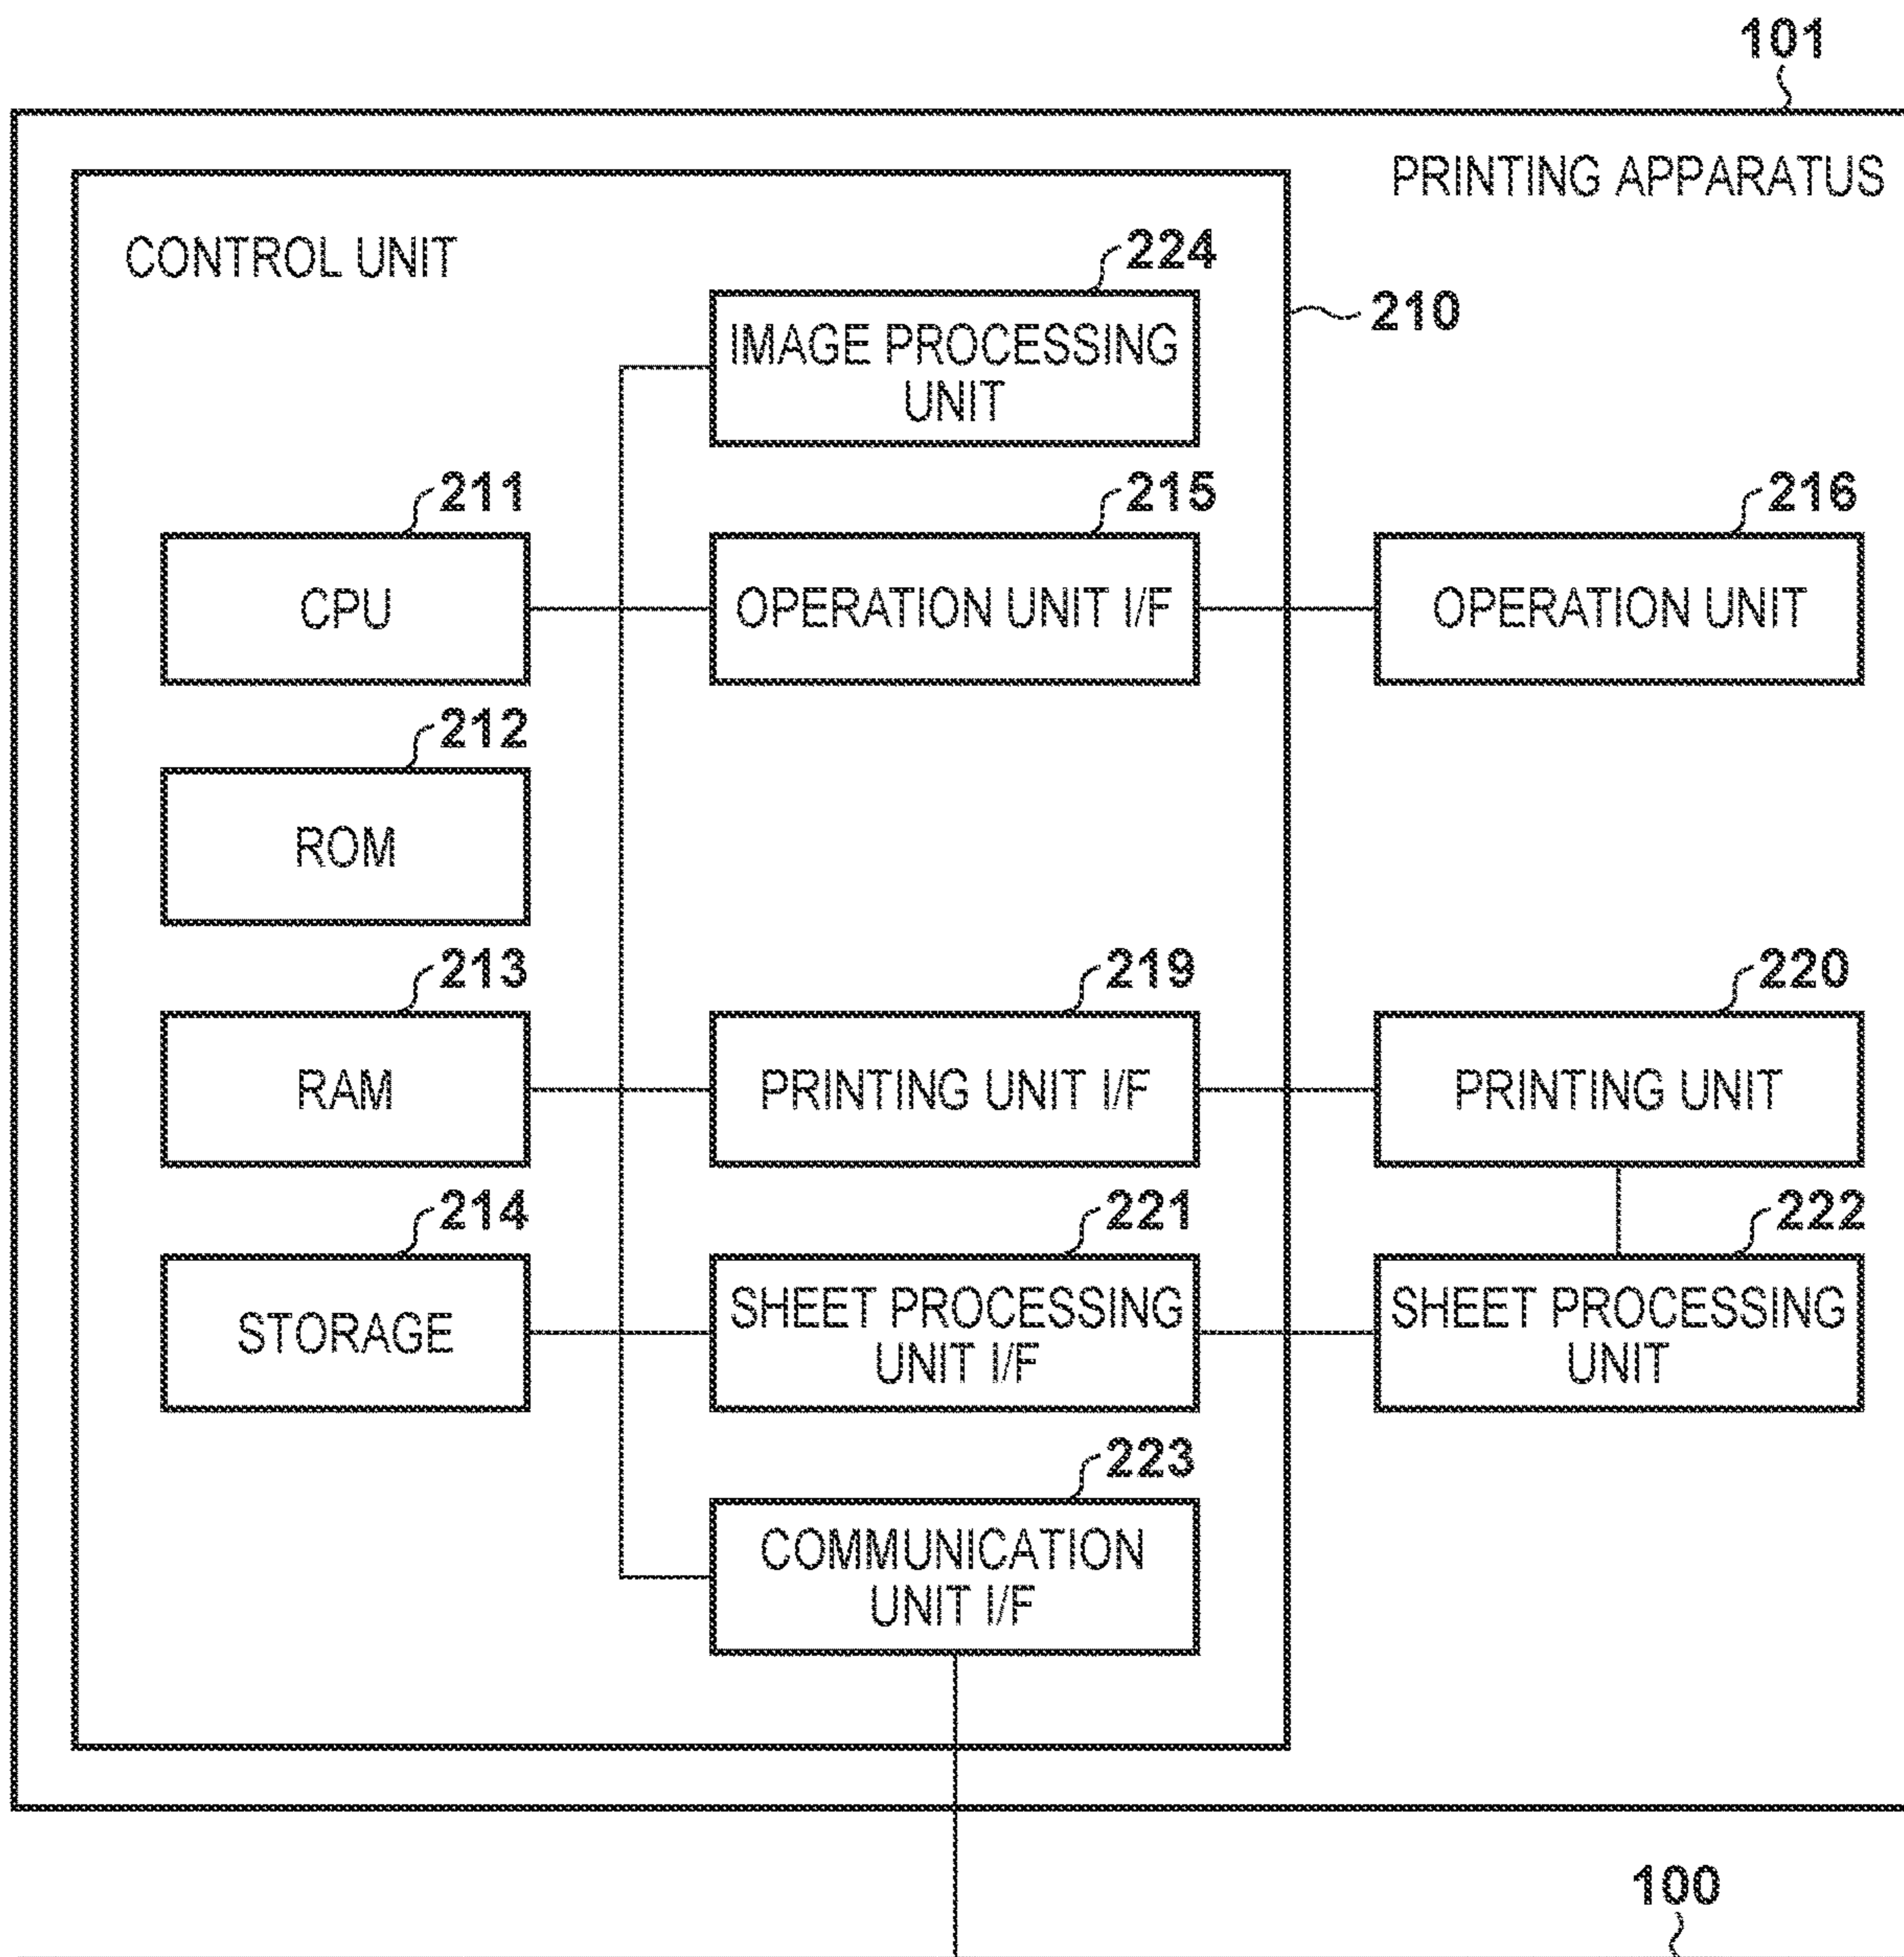 101
PRINTING APPARATUS
CONTROL UNIT
224
IMAGE PROCESSING
UNIT
210
211
CPU
215
OPERATION UNIT I/F
216
OPERATION UNIT
212
ROM
213
RAM
219
PRINTING UNIT I/F
220
PRINTING UNIT
214
STORAGE
221
SHEET PROCESSING
UNIT I/F
222
SHEET PROCESSING
UNIT
223
COMMUNICATION
UNIT I/F
100